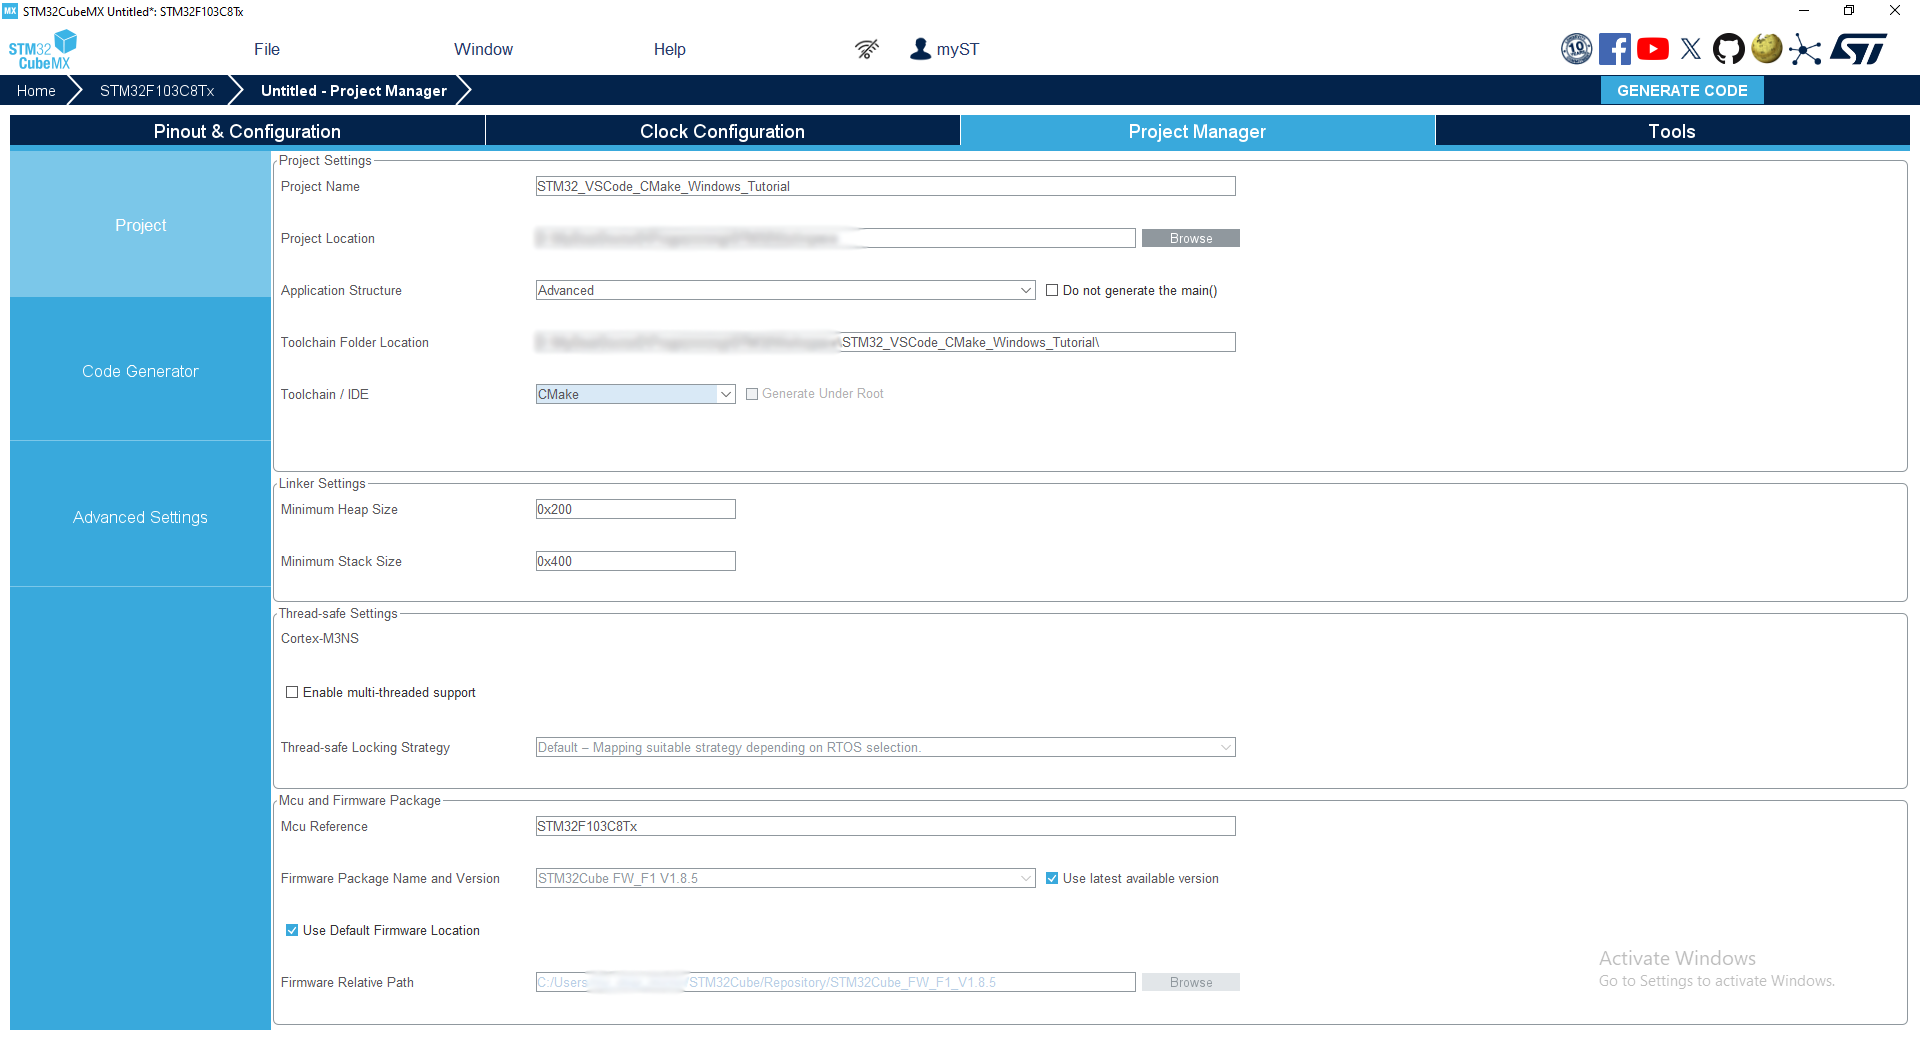 MX STM32CubeMX Untitled*: STM32F103C8Tx
STM32 CubeMX
File Window Help myST
10
Home STM32F103C8Tx Untitled - Project Manager GENERATE CODE
Pinout & Configuration Clock Configuration Project Manager Tools
Project
Code Generator
Advanced Settings
Project Settings
Project Name STM32_VSCode_CMake_Windows_Tutorial
Project Location Browse
Application Structure Advanced Do not generate the main()
Toolchain Folder Location \STM32_VSCode_CMake_Windows_Tutorial\
Toolchain / IDE CMake Generate Under Root
Linker Settings
Minimum Heap Size 0x200
Minimum Stack Size 0x400
Thread-safe Settings
Cortex-M3NS
Enable multi-threaded support
Thread-safe Locking Strategy Default – Mapping suitable strategy depending on RTOS selection.
Mcu and Firmware Package
Mcu Reference STM32F103C8Tx
Firmware Package Name and Version STM32Cube FW_F1 V1.8.5 Use latest available version
Use Default Firmware Location
Firmware Relative Path C:/Users /STM32Cube/Repository/STM32Cube_FW_F1_V1.8.5 Browse
Activate Windows
Go to Settings to activate Windows.